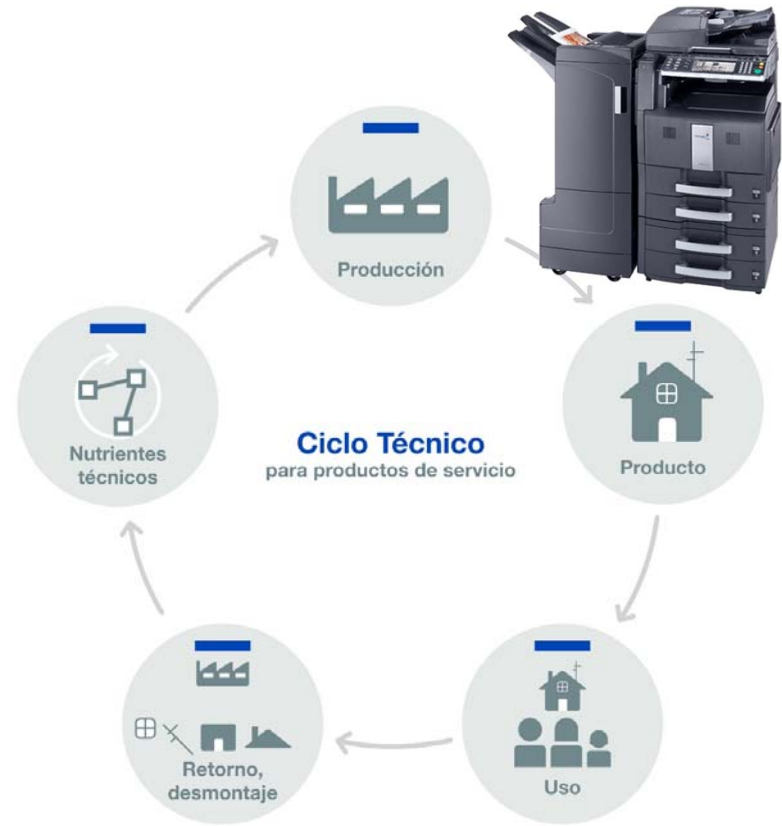 Producción
Nutrientes
técnicos
Ciclo Técnico
para productos de servicio
Producto
Retorno,
desmontaje
Uso